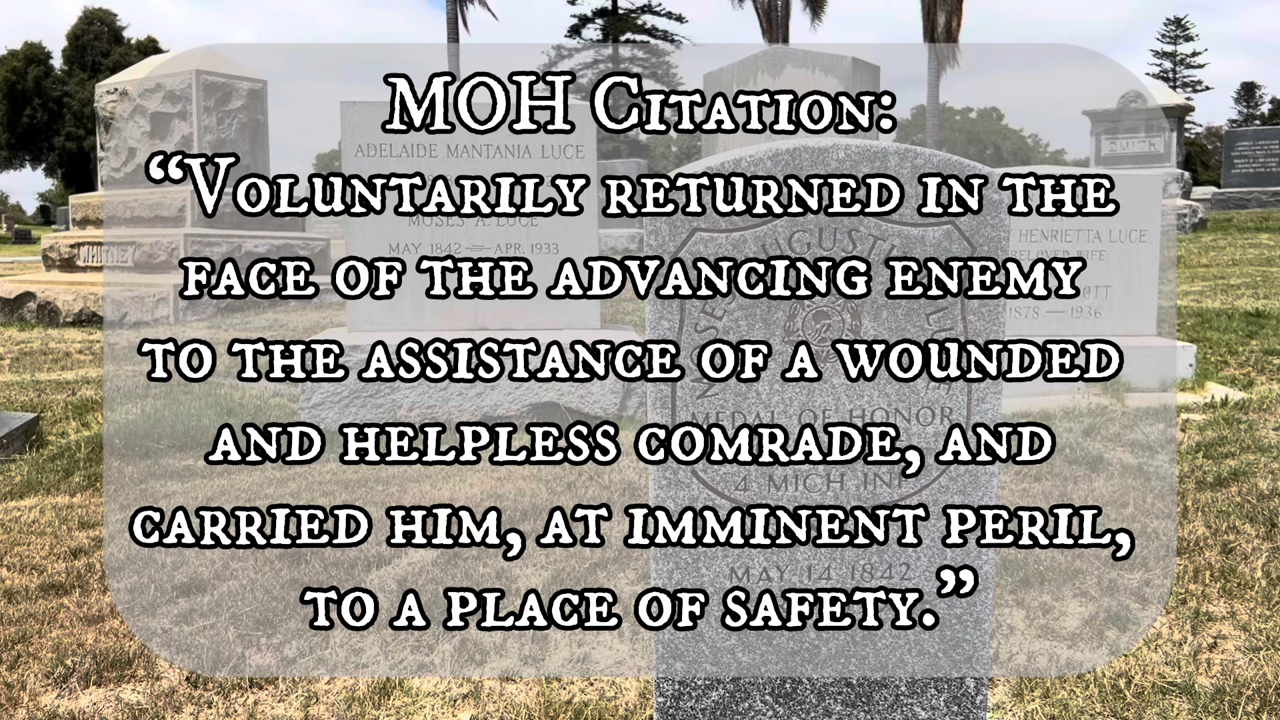 MOH Citation:
“Voluntarily returned in the
face of the advancing enemy
to the assistance of a wounded
and helpless comrade, and
carried him, at imminent peril,
to a place of safety.”
WHITNEY
ADELAIDE MANTANIA LUCE
MOSES A. LUCE
MAY 1842 — APR. 1933
MEDAL OF HONOR
4 MICH INF
MAY 14 1842
HENRIETTA LUCE
BELOVED WIFE
1878 — 1936
SMITH